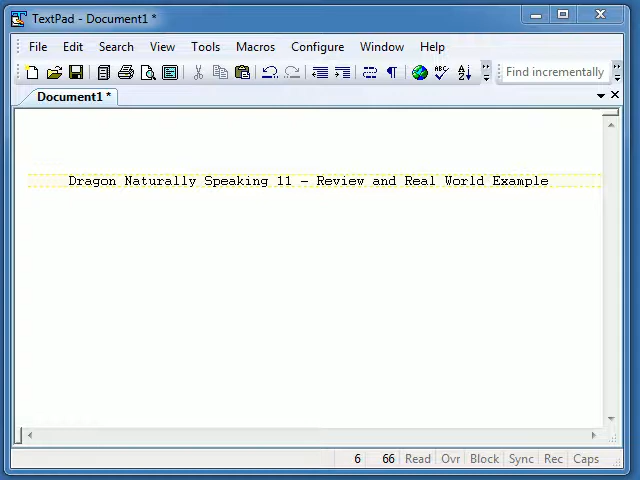 TextPad - Document1 *
File Edit Search View Tools Macros Configure Window Help
Find incrementally
Document1 *
Dragon Naturally Speaking 11 - Review and Real World Example
6 66 Read Ovr Block Sync Rec Caps